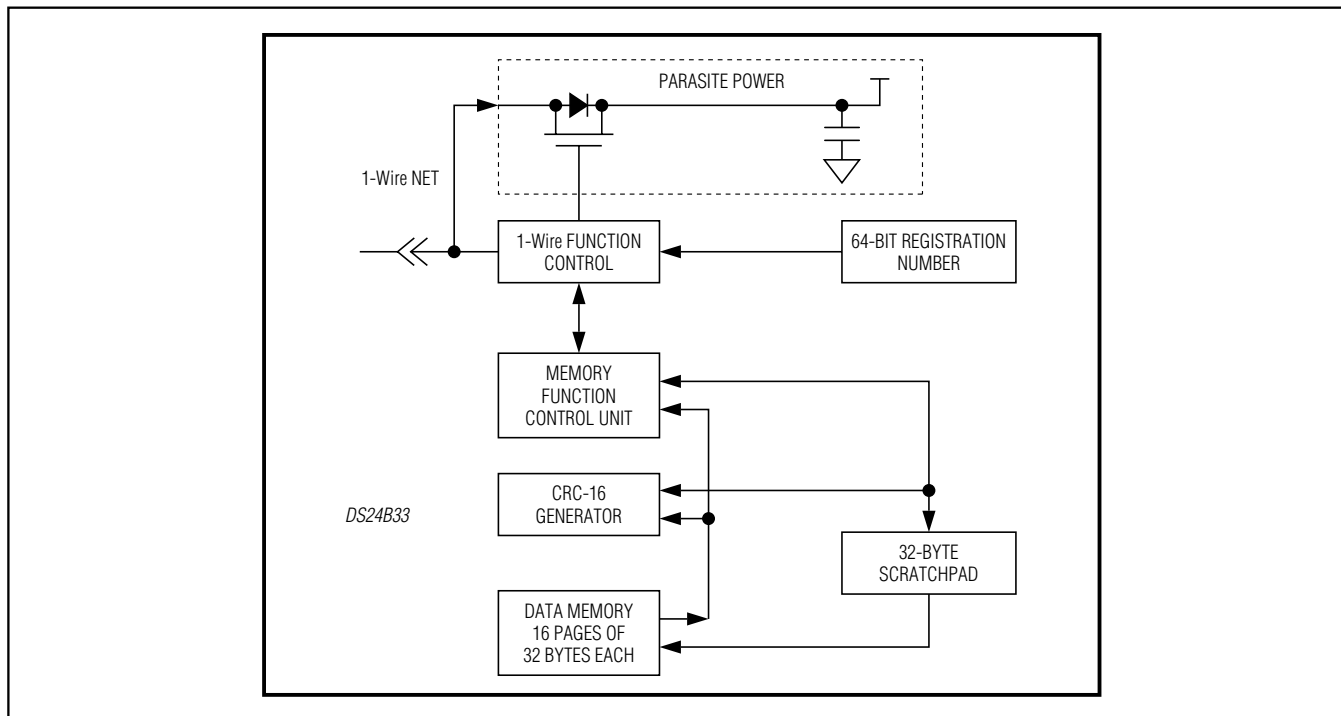 PARASITE POWER
1-Wire NET
1-Wire FUNCTION
CONTROL
64-BIT REGISTRATION
NUMBER
MEMORY
FUNCTION
CONTROL UNIT
CRC-16
GENERATOR
DS24B33
32-BYTE
SCRATCHPAD
DATA MEMORY
16 PAGES OF
32 BYTES EACH